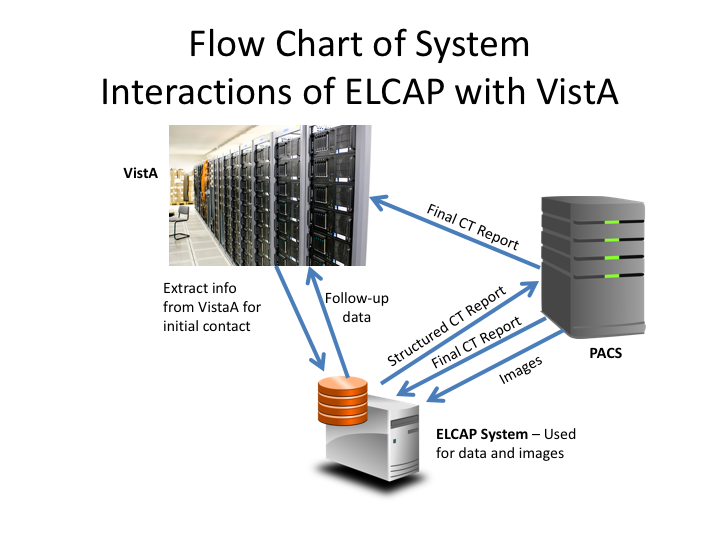 Flow Chart of System
Interactions of ELCAP with VistA
VistA
Final CT Report
Extract info
from VistaA for
initial contact
Follow-up
data
Structured CT Report
Final CT Report
Images
PACS
ELCAP System – Used
for data and images